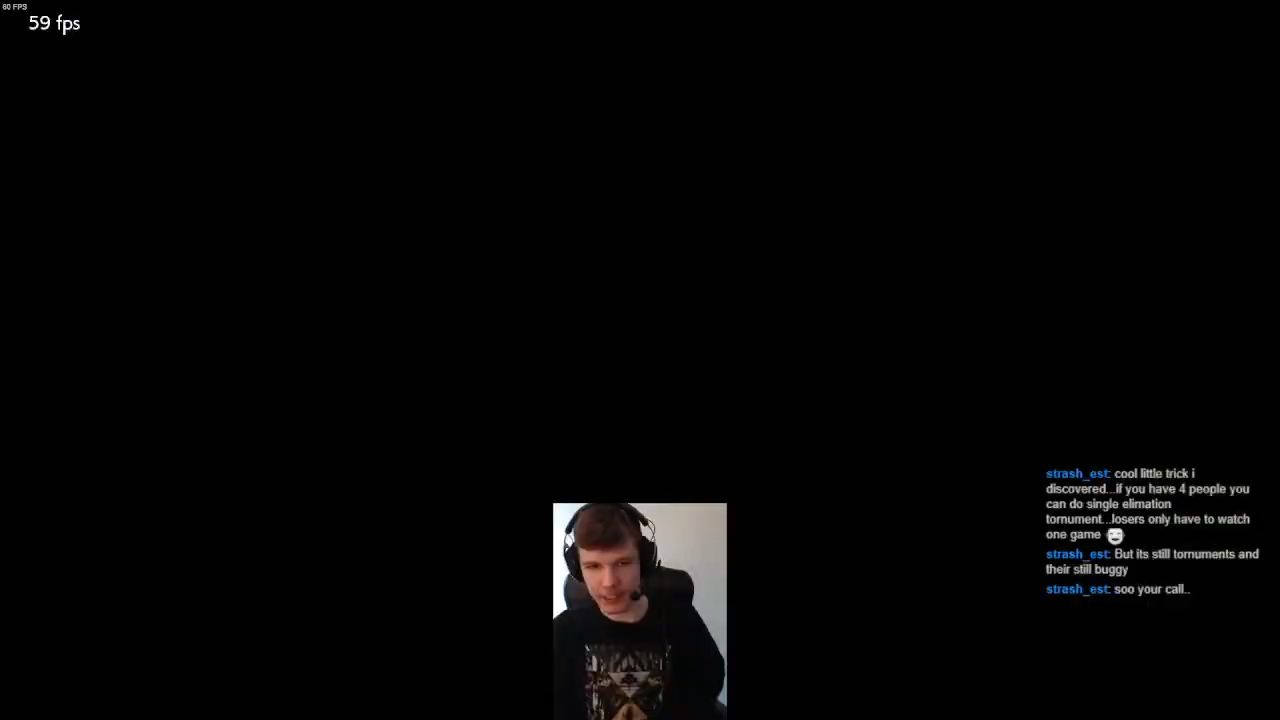 60 FPS
59 fps
strash_est: cool little trick i
discovered...if you have 4 people you
can do single elimation
tornument...losers only have to watch
one game
strash_est: But its still tornuments and
their still buggy
strash_est: soo your call..